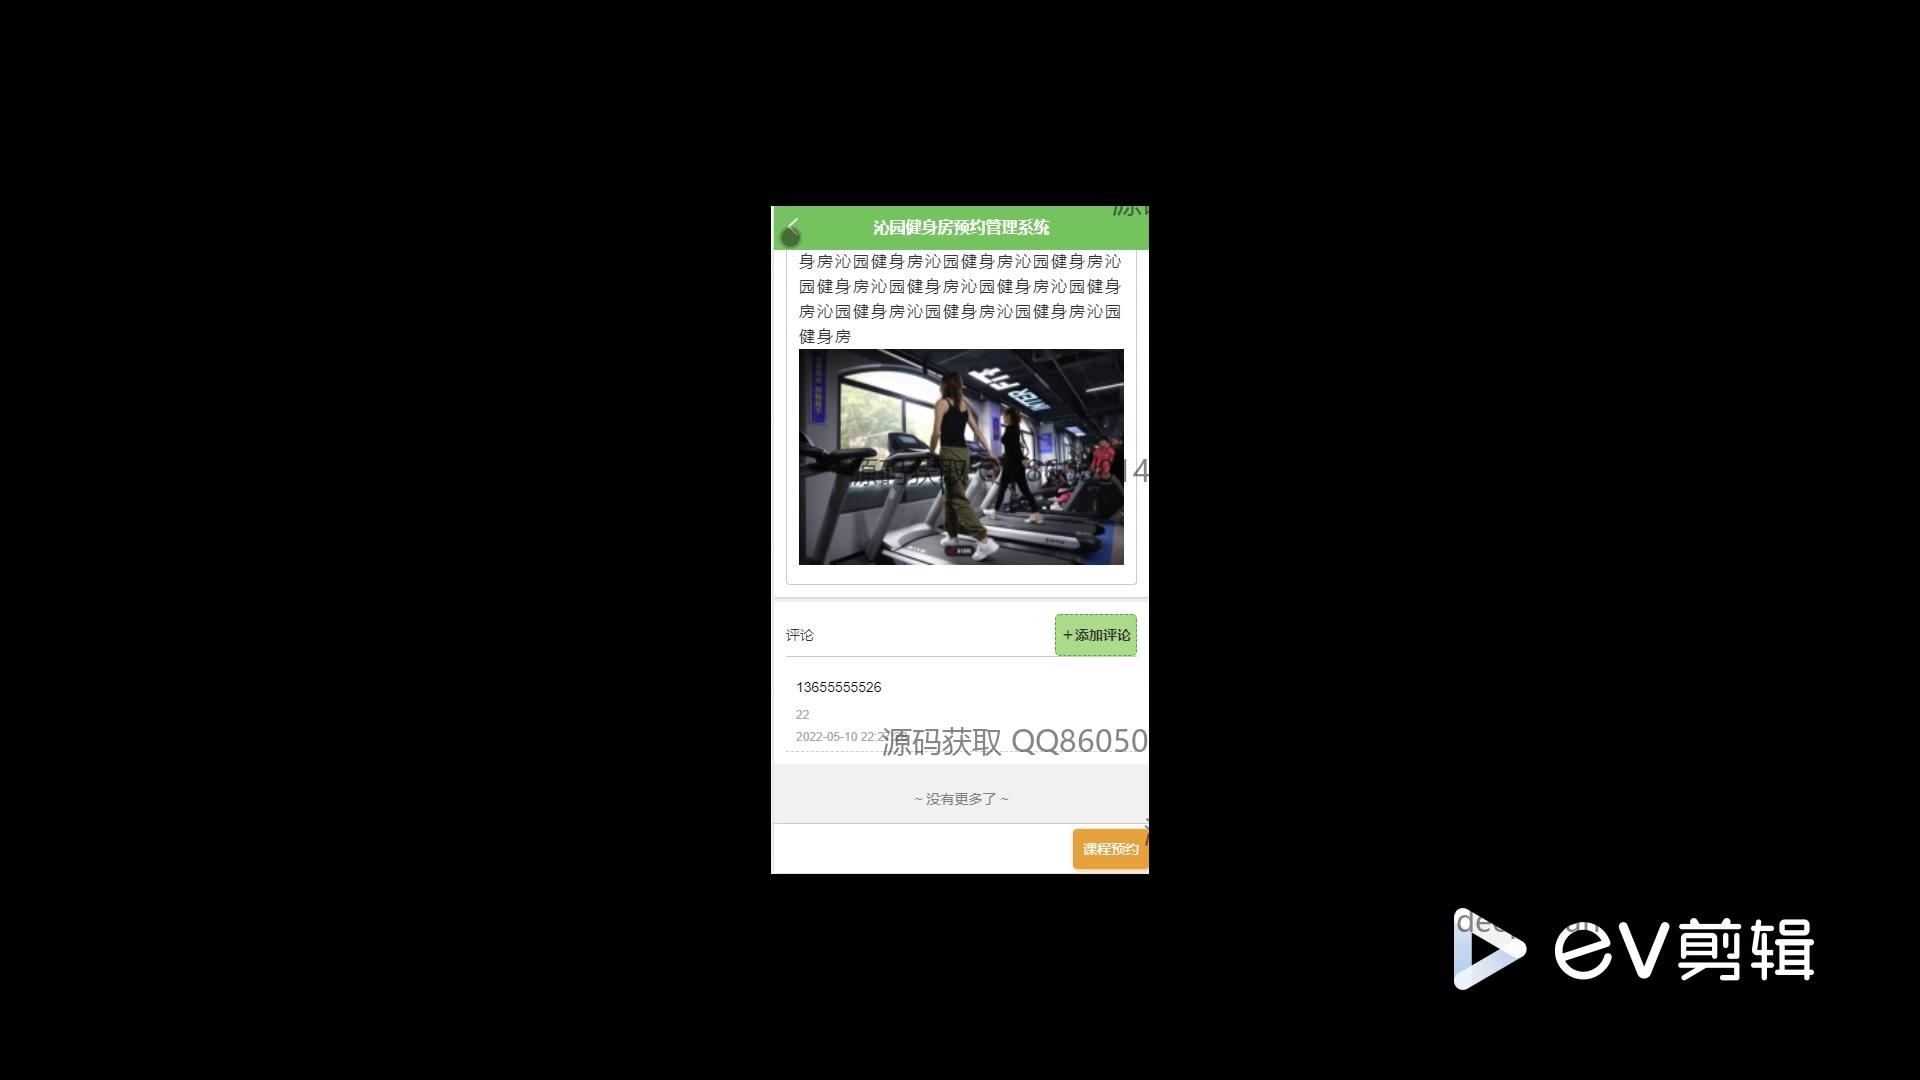 沁园健身房预约管理系统
身房沁园健身房沁园健身房沁园健身房沁
园健身房沁园健身房沁园健身房沁园健身
房沁园健身房沁园健身房沁园健身房沁园
健身房
INTER FIT
源码获取
评论
+添加评论
13655555526
22
2022-05-10 22:2
源码获取 QQ86050
~ 没有更多了 ~
课程预约
ev剪辑